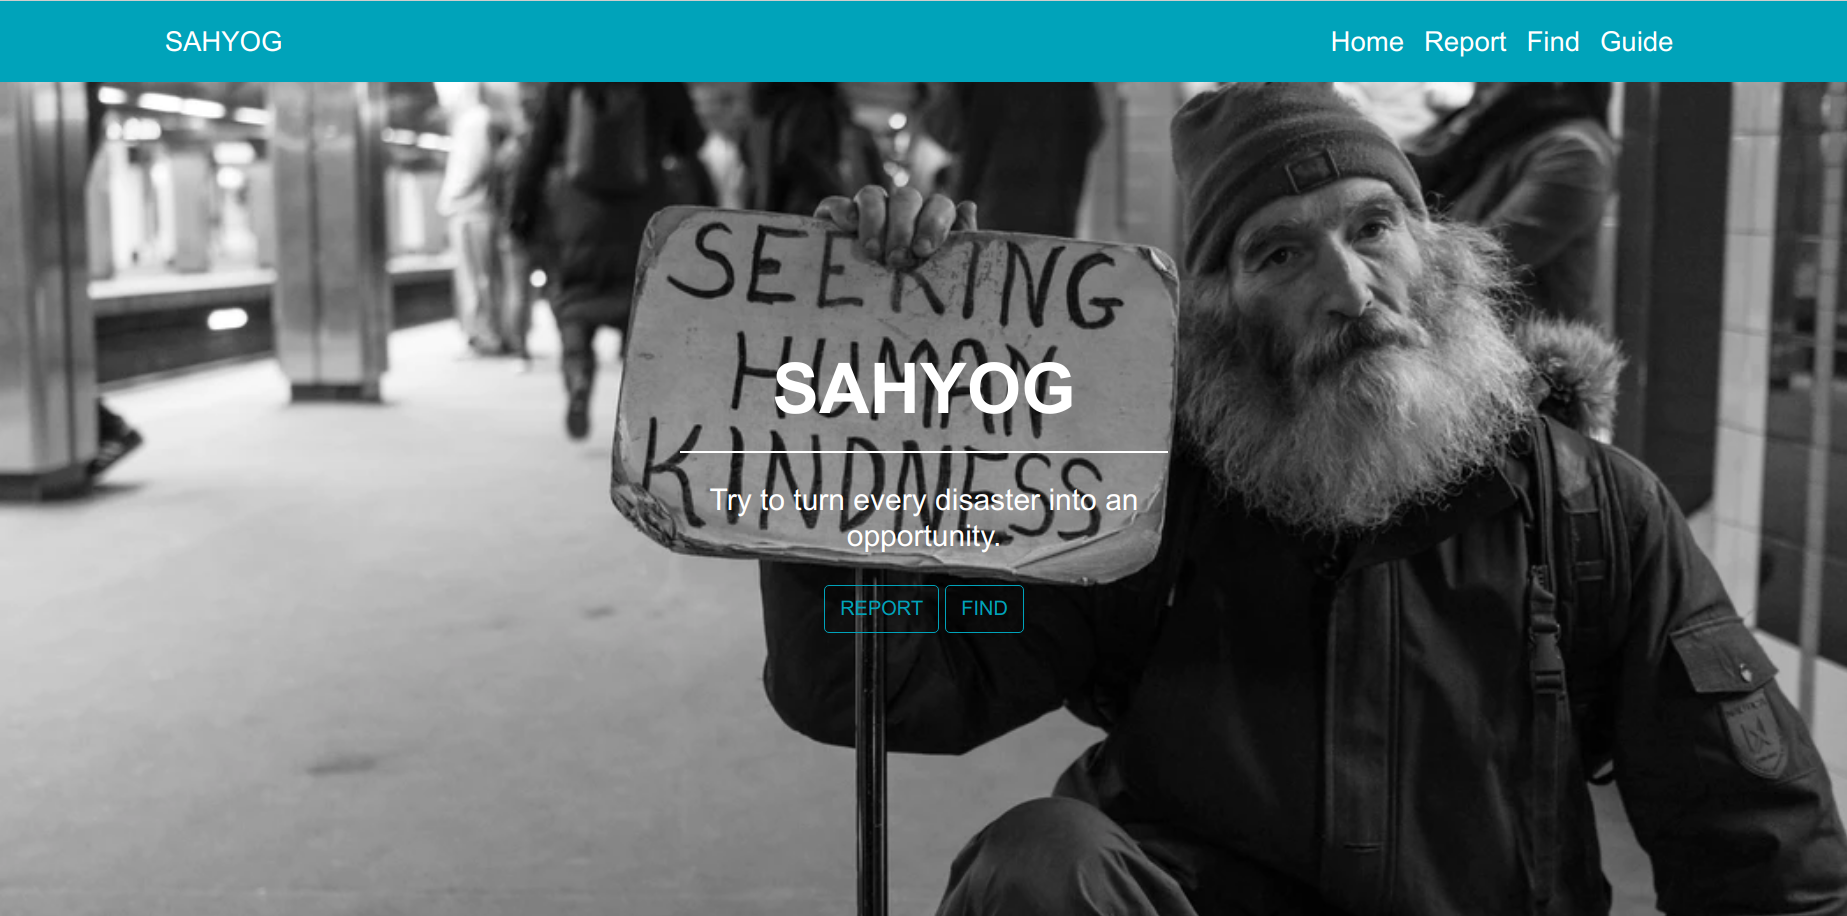 SAHYOG
Home Report Find Guide
SEEKING
HUMAN
KINDNESS
SAHYOG
Try to turn every disaster into an
opportunity.
REPORT FIND